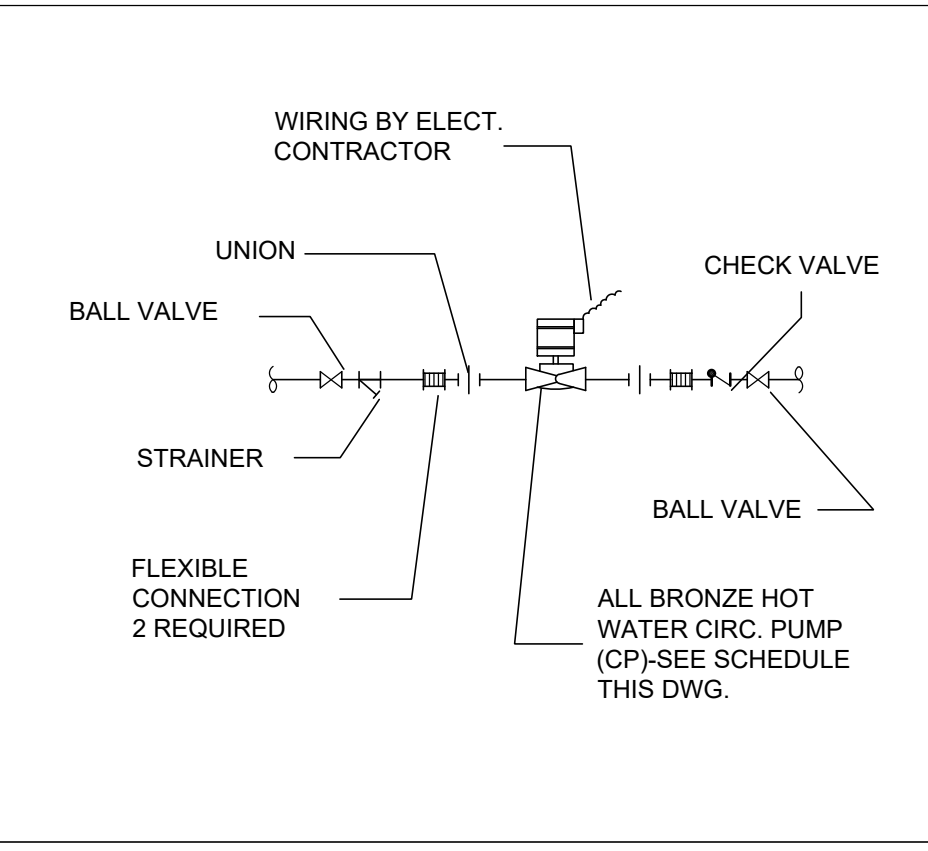 WIRING BY ELECT.
CONTRACTOR
UNION
CHECK VALVE
BALL VALVE
STRAINER
BALL VALVE
FLEXIBLE
CONNECTION
2 REQUIRED
ALL BRONZE HOT
WATER CIRC. PUMP
(CP)-SEE SCHEDULE
THIS DWG.